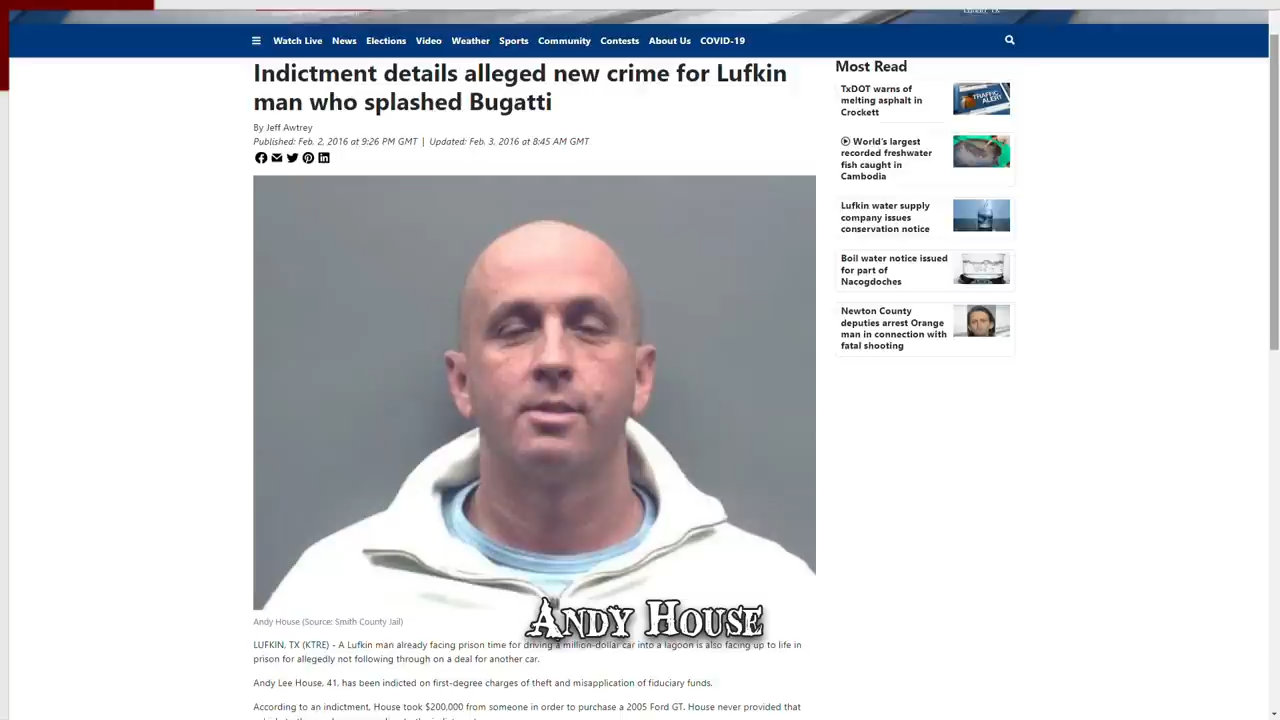 Watch Live News Elections Video Weather Sports Community Contests About Us COVID-19
Indictment details alleged new crime for Lufkin
man who splashed Bugatti
By Jeff Awtrey
Published: Feb. 2, 2016 at 9:26 PM GMT | Updated: Feb. 3, 2016 at 8:45 AM GMT
Andy House (Source: Smith County Jail)
ANDY HOUSE
LUFKIN, TX (KTRE) - A Lufkin man already facing prison time for driving a million-dollar car into a lagoon is also facing up to life in
prison for allegedly not following through on a deal for another car.
Andy Lee House, 41, has been indicted on first-degree charges of theft and misapplication of fiduciary funds.
According to an indictment, House took $200,000 from someone in order to purchase a 2005 Ford GT. House never provided that
Most Read
TxDOT warns of
melting asphalt in
Crockett
TRAFFIC
ALERT
World's largest
recorded freshwater
fish caught in
Cambodia
Lufkin water supply
company issues
conservation notice
Boil water notice issued
for part of
Nacogdoches
Newton County
deputies arrest Orange
man in connection with
fatal shooting